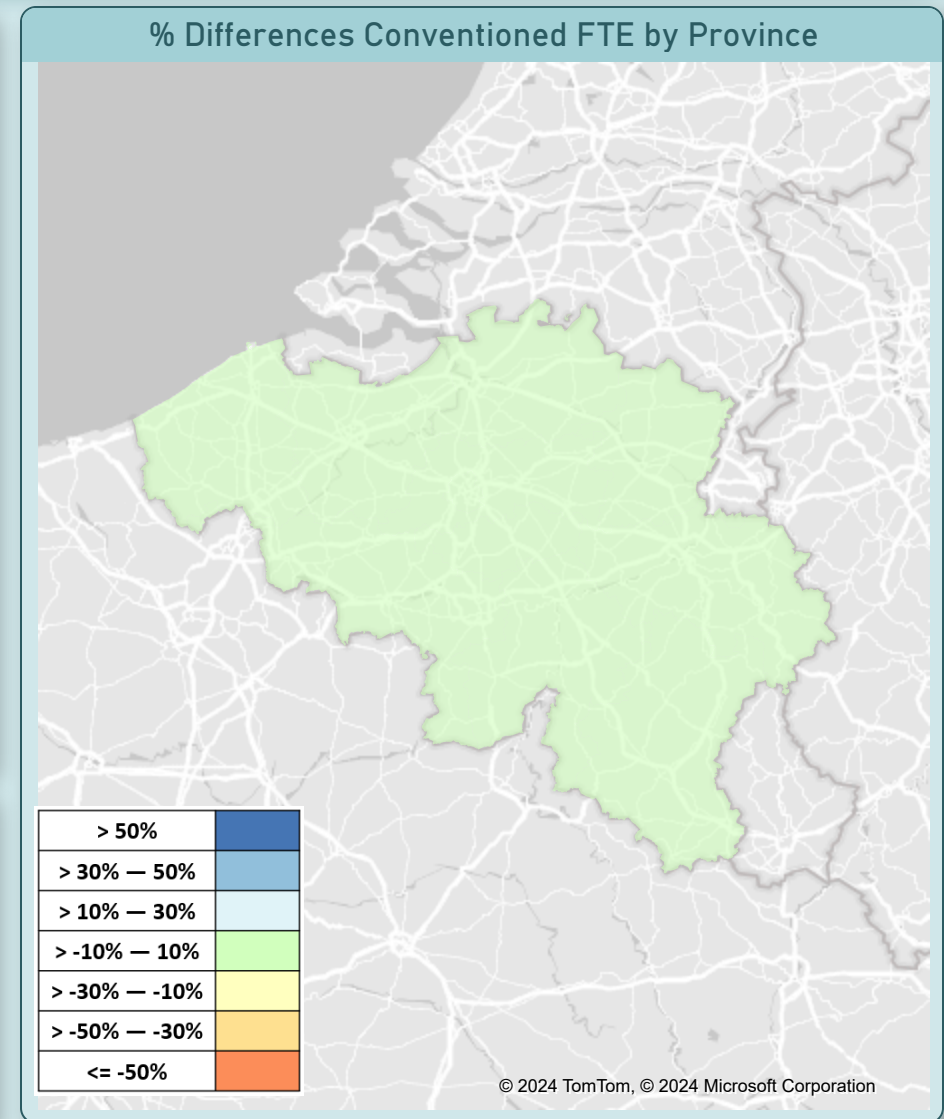 % Differences Conventioned FTE by Province
> 50%
> 30% — 50%
> 10% — 30%
> -10% — 10%
> -30% — -10%
> -50% — -30%
<= -50%
© 2024 TomTom, © 2024 Microsoft Corporation